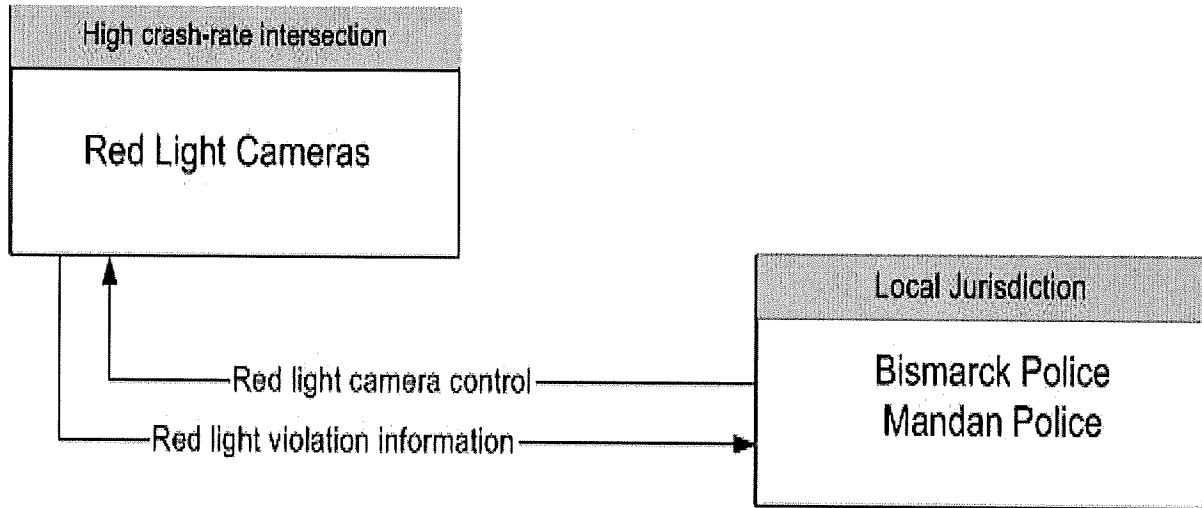 High crash-rate intersection
Red Light Cameras
Local Jurisdiction
Bismarck Police
Mandan Police
Red light camera control
Red light violation information